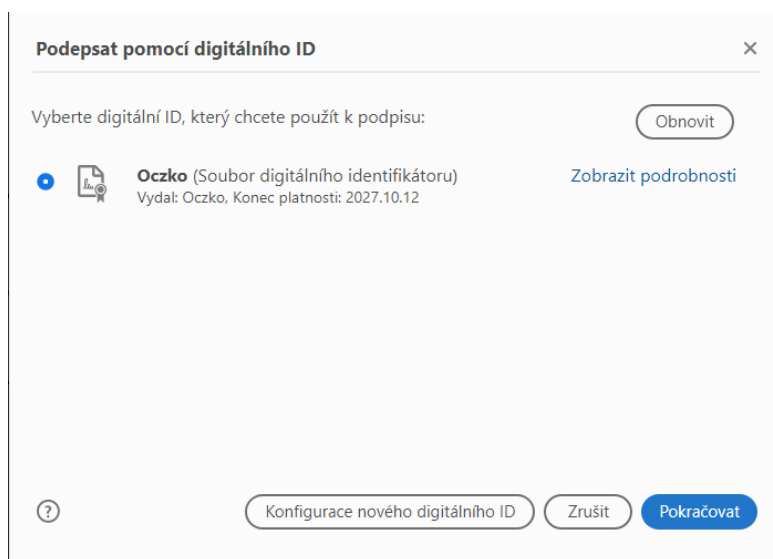 Podepsat pomocí digitálního ID
Vyberte digitální ID, který chcete použít k podpisu:
Obnovit
Oczko (Soubor digitálního identifikátoru)
Zobrazit podrobnosti
Vydal: Oczko, Konec platnosti: 2027.10.12
?
Konfigurace nového digitálního ID
Zrušit
Pokračovat